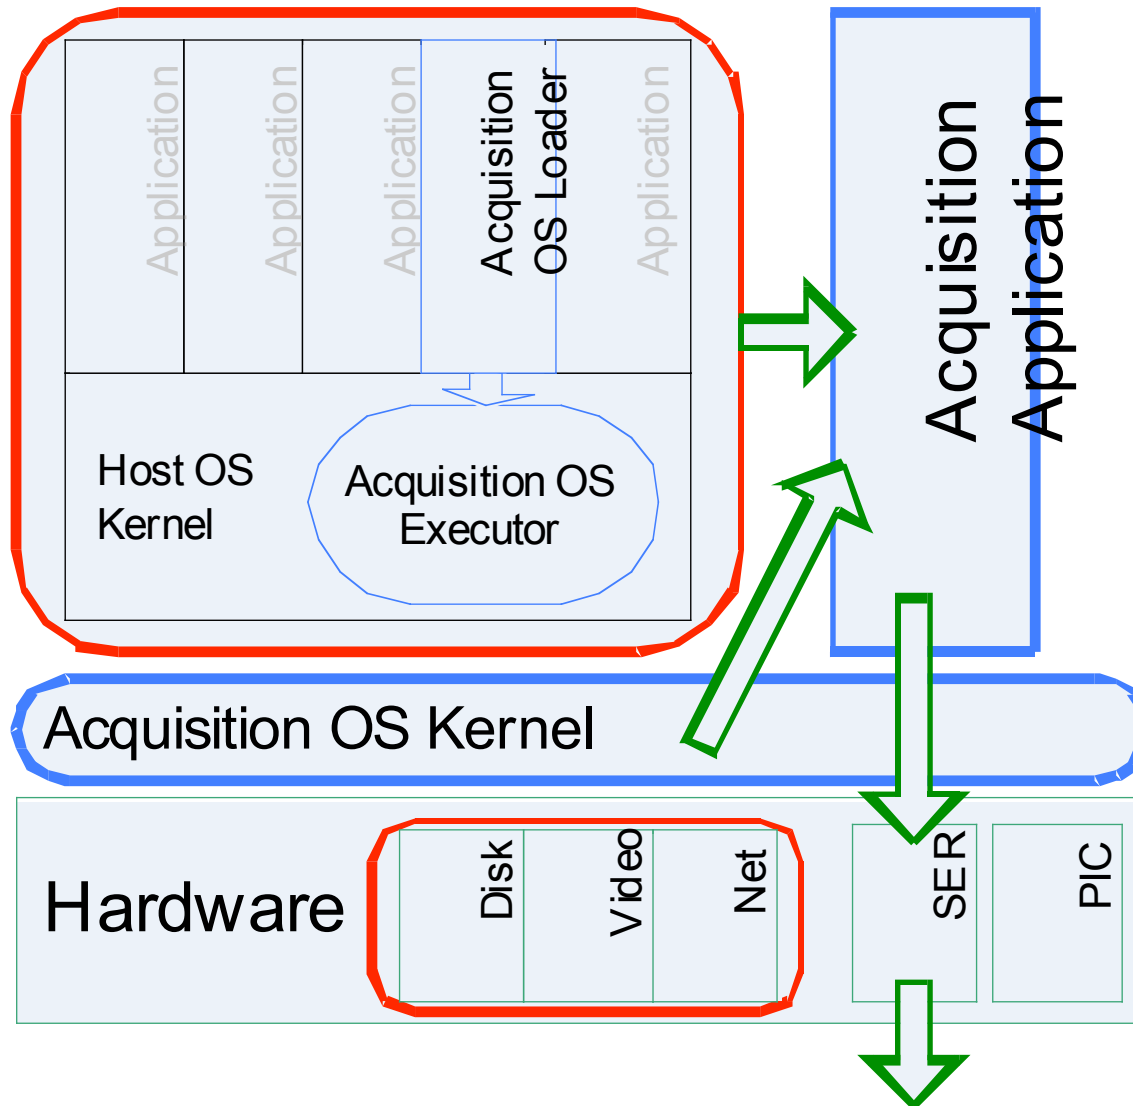 Application
Application
Application
Acquisition
OS Loader
Application
Acquisition
Application
Host OS
Kernel
Acquisition OS
Executor
Acquisition OS Kernel
Hardware
Disk
Video
Net
SER
PIC